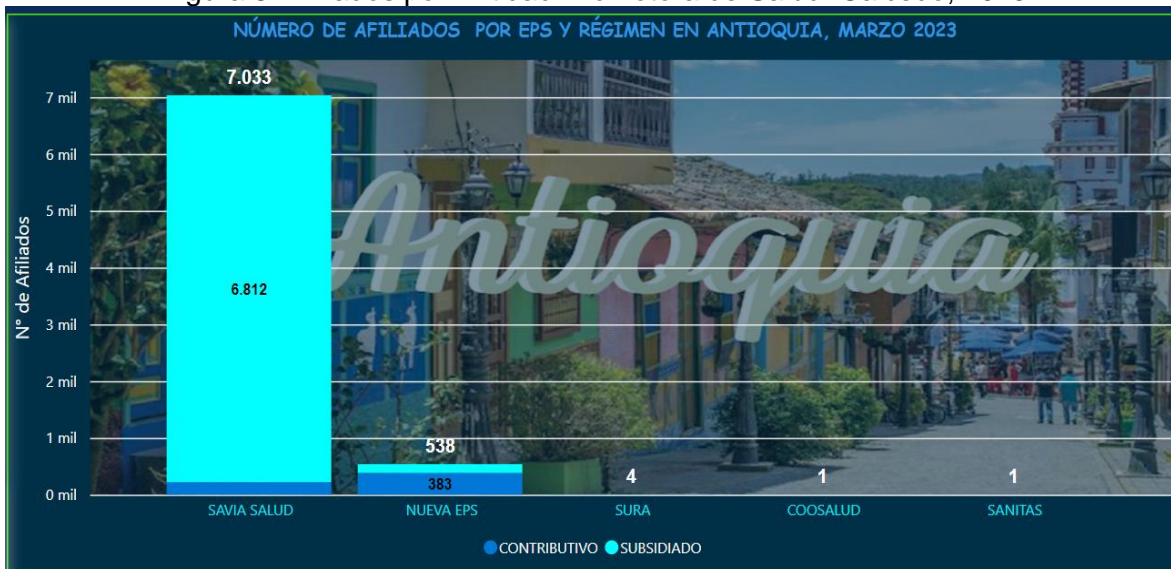 NÚMERO DE AFILIADOS POR EPS Y RÉGIMEN EN ANTIOQUIA, MARZO 2023
Antioquia
N° de Afiliados
7 mil
6 mil
5 mil
4 mil
3 mil
2 mil
1 mil
0 mil
7.033
6.812
538
383
4
1
1
SAVIA SALUD
NUEVA EPS
SURA
COOSALUD
SANITAS
CONTRIBUTIVO
SUBSIDIADO